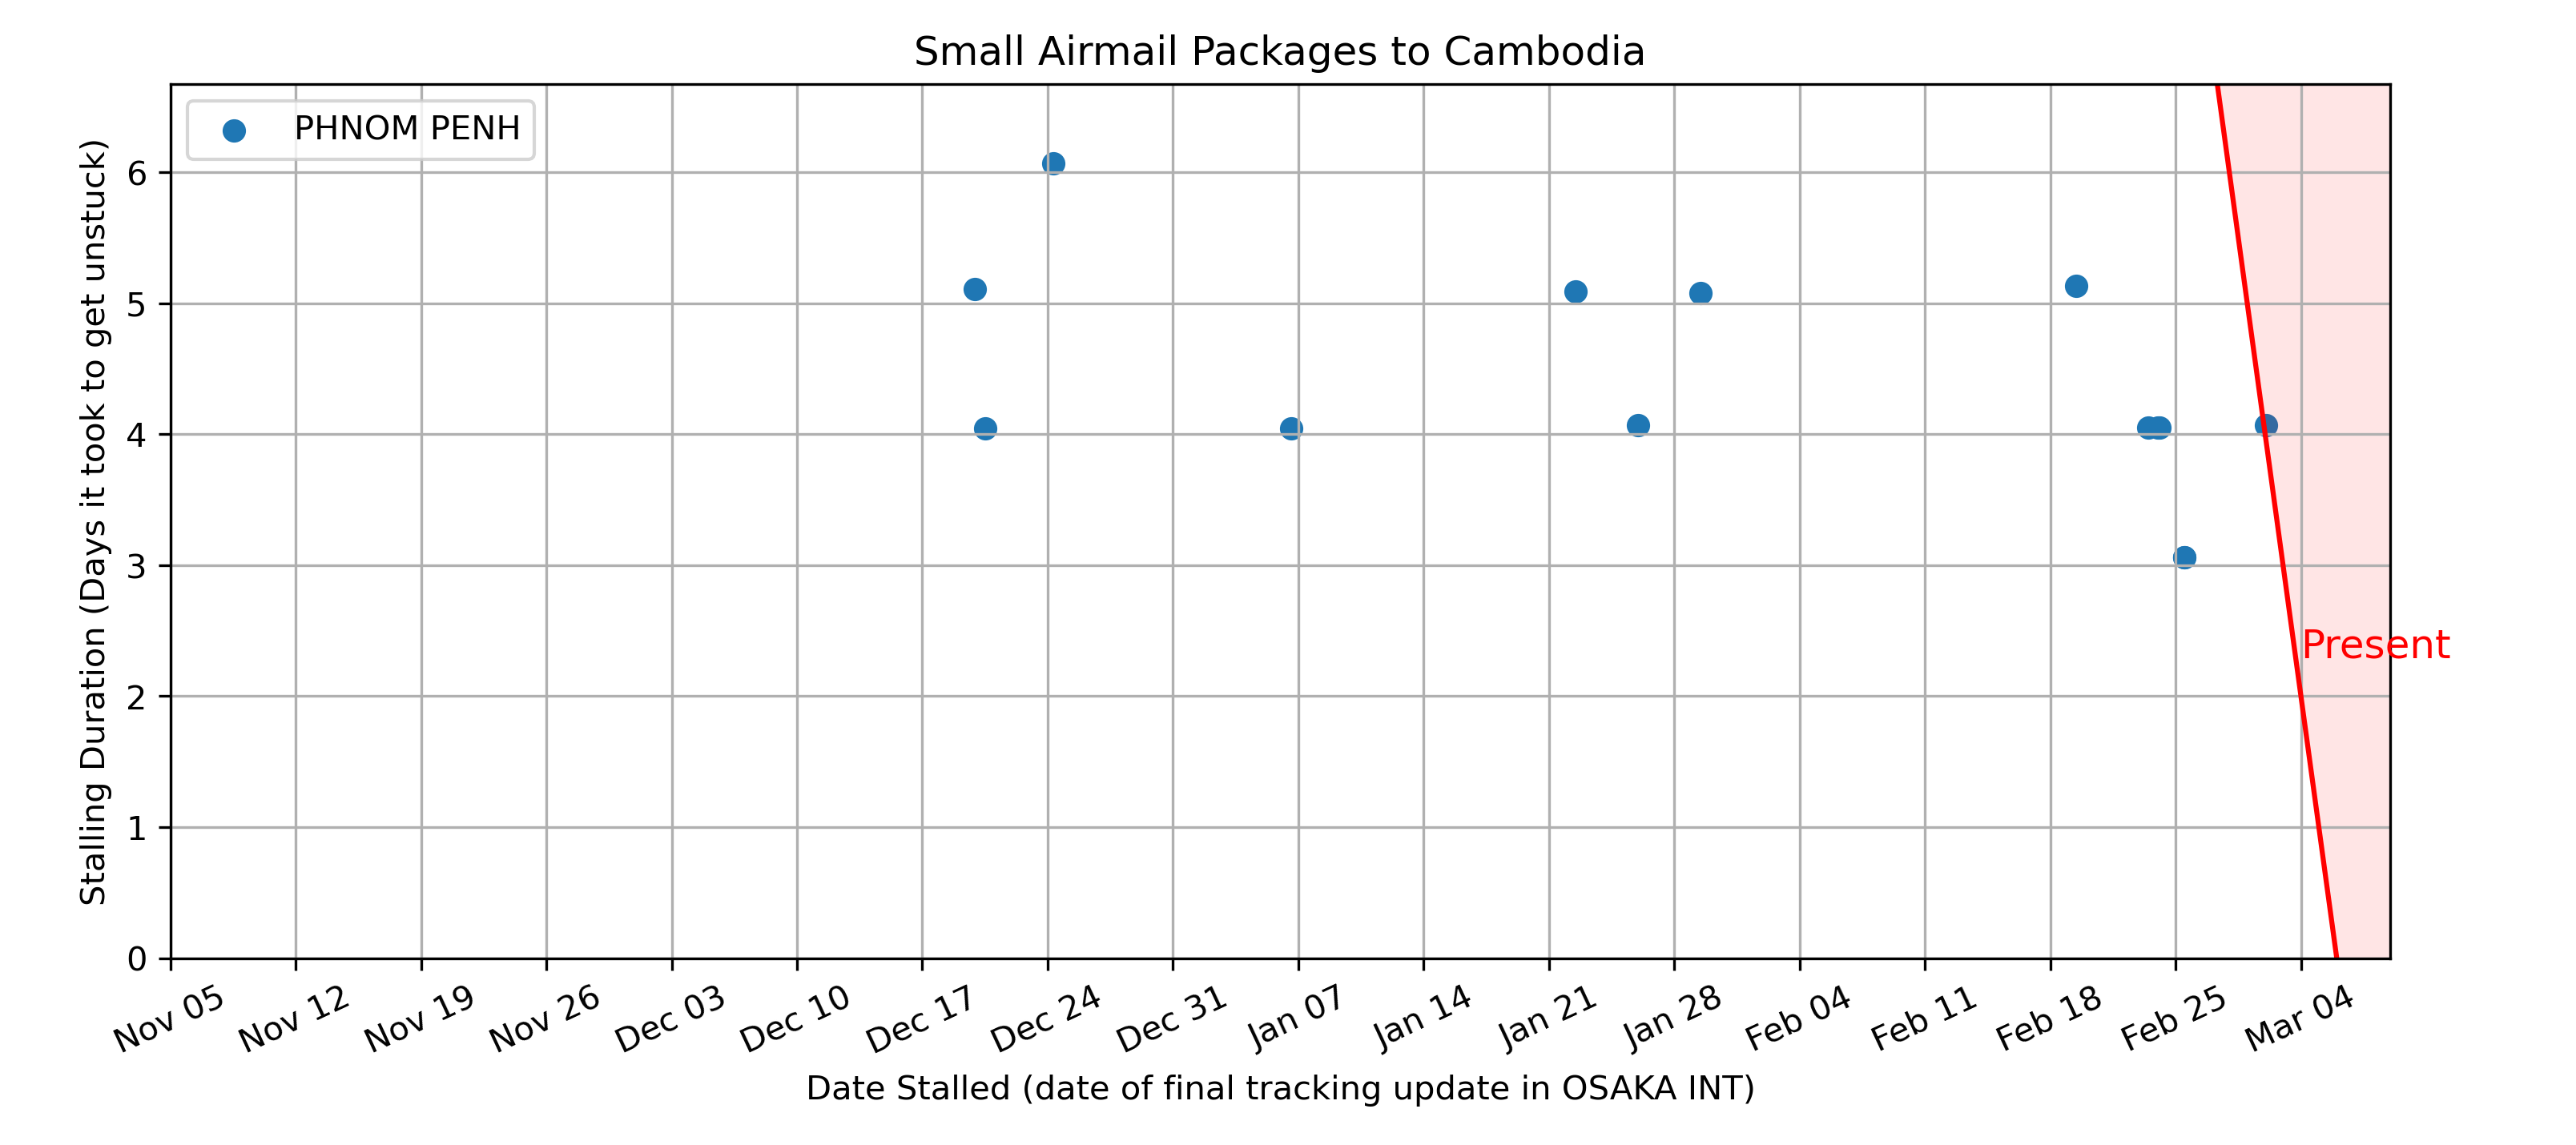 Small Airmail Packages to Cambodia
PHNOM PENH
Stalling Duration (Days it took to get unstuck)
6
5
4
3
2
1
0
Present
Nov 05
Nov 12
Nov 19
Nov 26
Dec 03
Dec 10
Dec 17
Dec 24
Dec 31
Jan 07
Jan 14
Jan 21
Jan 28
Feb 04
Feb 11
Feb 18
Feb 25
Mar 04
Date Stalled (date of final tracking update in OSAKA INT)